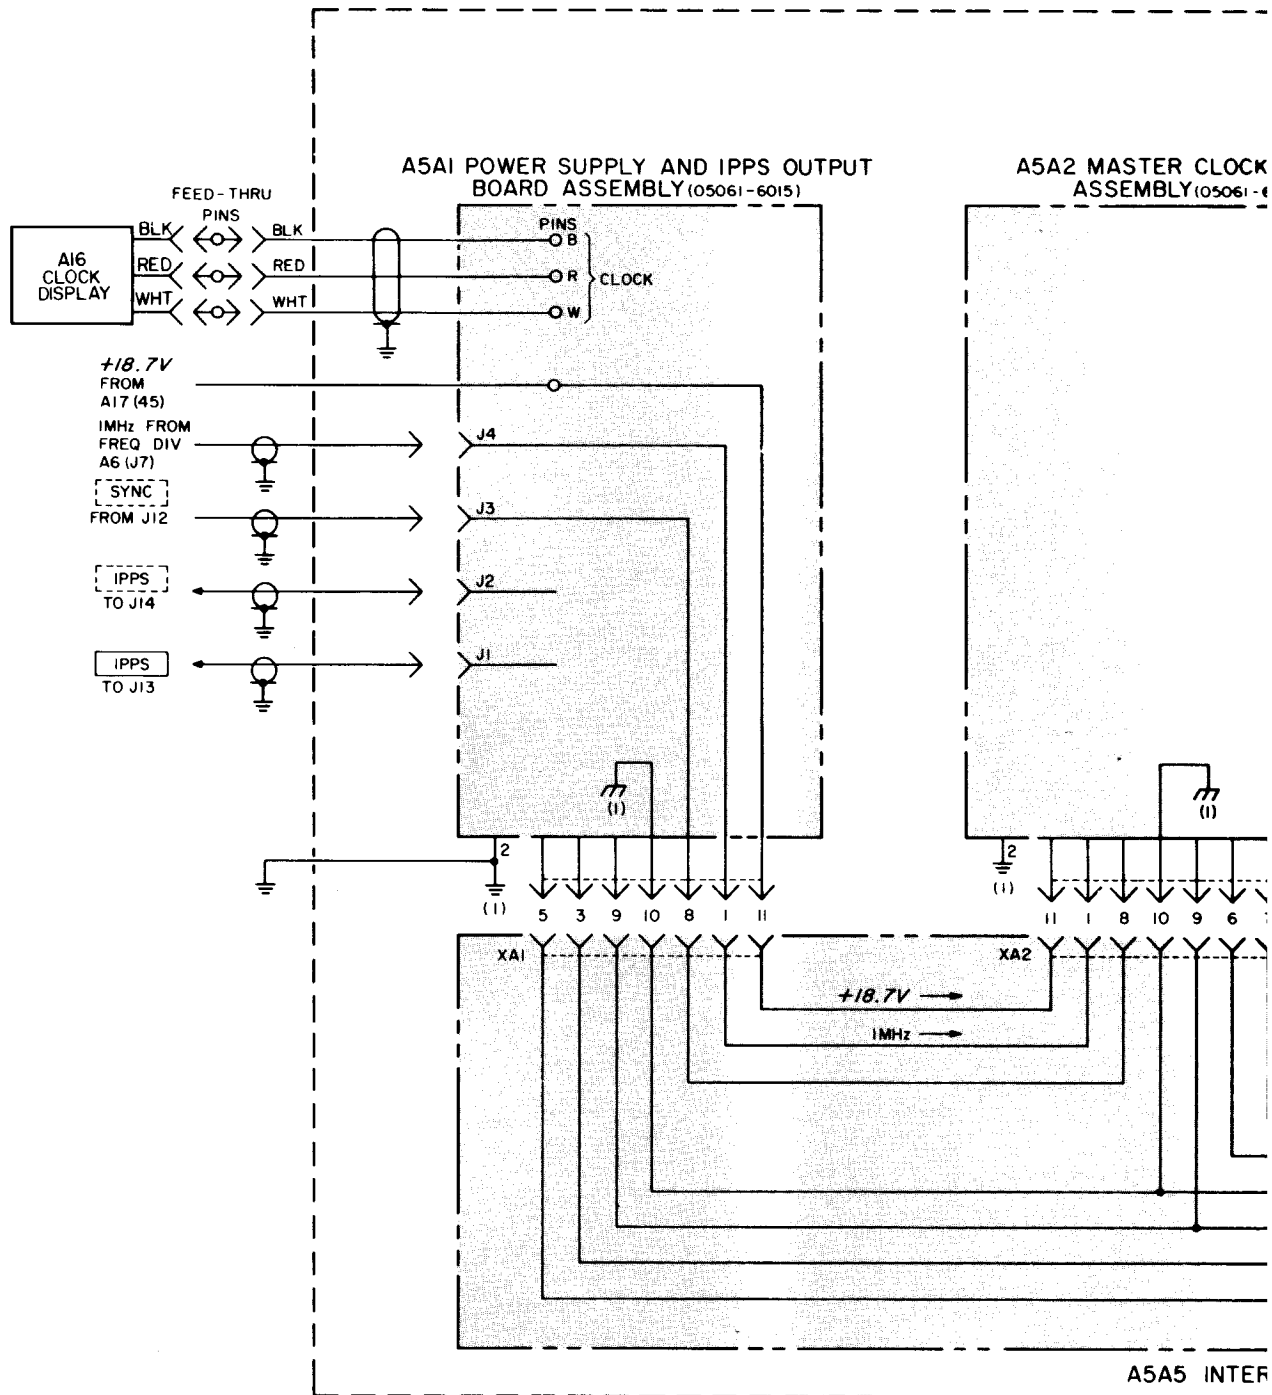 A5A1 POWER SUPPLY AND 1PPS OUTPUT
BOARD ASSEMBLY (05061-6015)
A5A2 MASTER CLOCK
ASSEMBLY (05061-6
FEED-THRU
PINS
A16
CLOCK
DISPLAY
BLK
BLK
RED
RED
WHT
WHT
PINS
B
R
W
CLOCK
+18.7V
FROM
A17 (45)
1MHz FROM
FREQ DIV
A6 (J7)
J4
SYNC
FROM J12
J3
1PPS
TO J14
J2
1PPS
TO J13
J1
(1)
(1)
2
(1)
2
(1)
5 3 9 10 8 1 11
11 1 8 10 9 6 7
XA1
XA2
+18.7V
1MHz
A5A5 INTER